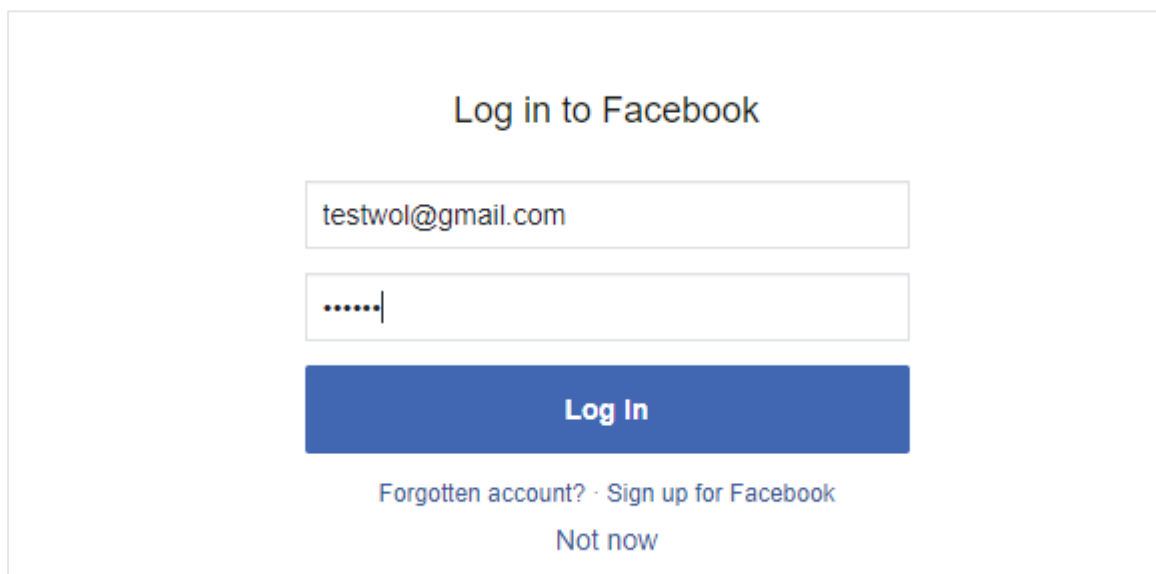 Log in to Facebook
testwol@gmail.com
••••••
Log In
Forgotten account? · Sign up for Facebook
Not now